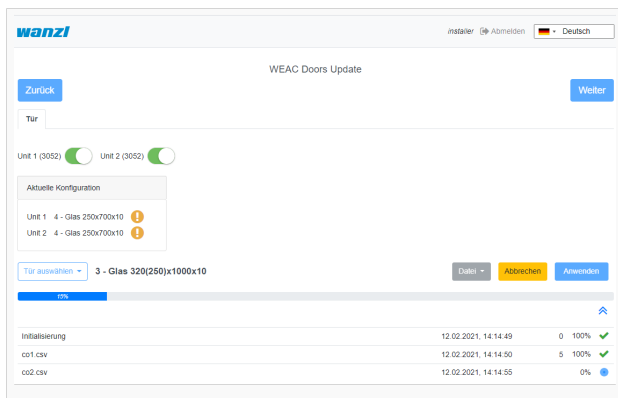 wanzl
installer Abmelden Deutsch
WEAC Doors Update
Zurück Weiter
Tür
Unit 1 (3052) Unit 2 (3052)
Aktuelle Konfiguration
Unit 1 4 - Glas 250x700x10
Unit 2 4 - Glas 250x700x10
Tür auswählen 3 - Glas 320(250)x1000x10 Datei Abbrechen Anwenden
15%
Initialisierung 12.02.2021, 14:14:49 0 100%
co1.csv 12.02.2021, 14:14:50 5 100%
co2.csv 12.02.2021, 14:14:55 0%